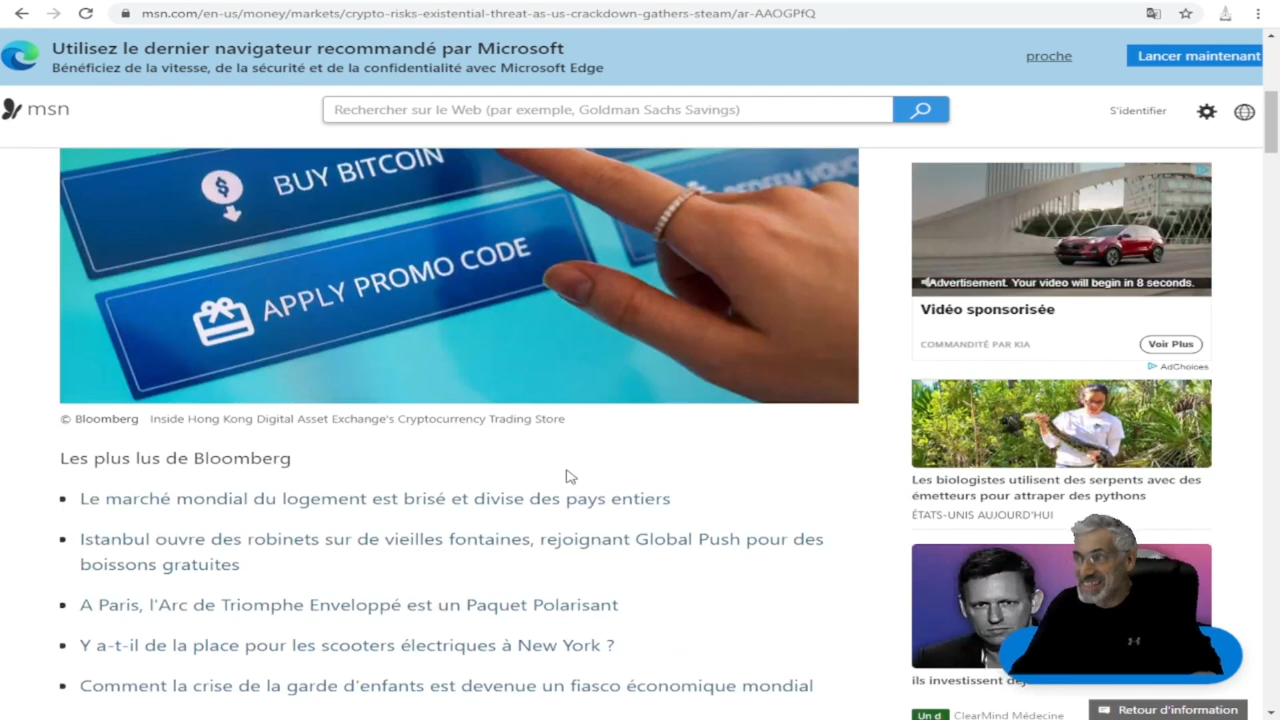 msn.com/en-us/money/markets/crypto-risks-existential-threat-as-us-crackdown-gathers-steam/ar-AAOGPfQ
Utilisez le dernier navigateur recommandé par Microsoft
Bénéficiez de la vitesse, de la sécurité et de la confidentialité avec Microsoft Edge
proche
Lancer maintenant
msn
Rechercher sur le Web (par exemple, Goldman Sachs Savings)
S'identifier
BUY BITCOIN
REDEEM VOU
APPLY PROMO CODE
© Bloomberg Inside Hong Kong Digital Asset Exchange's Cryptocurrency Trading Store
Les plus lus de Bloomberg
Le marché mondial du logement est brisé et divise des pays entiers
Istanbul ouvre des robinets sur de vieilles fontaines, rejoignant Global Push pour des
boissons gratuites
A Paris, l'Arc de Triomphe Enveloppé est un Paquet Polarisant
Y a-t-il de la place pour les scooters électriques à New York ?
Comment la crise de la garde d'enfants est devenue un fiasco économique mondial
Advertisement. Your video will begin in 8 seconds.
Vidéo sponsorisée
COMMANDITÉ PAR KIA
Voir Plus
AdChoices
Les biologistes utilisent des serpents avec des
émetteurs pour attraper des pythons
ÉTATS-UNIS AUJOURD'HUI
ils investissent
Un d
ClearMind Médecine
Retour d'information